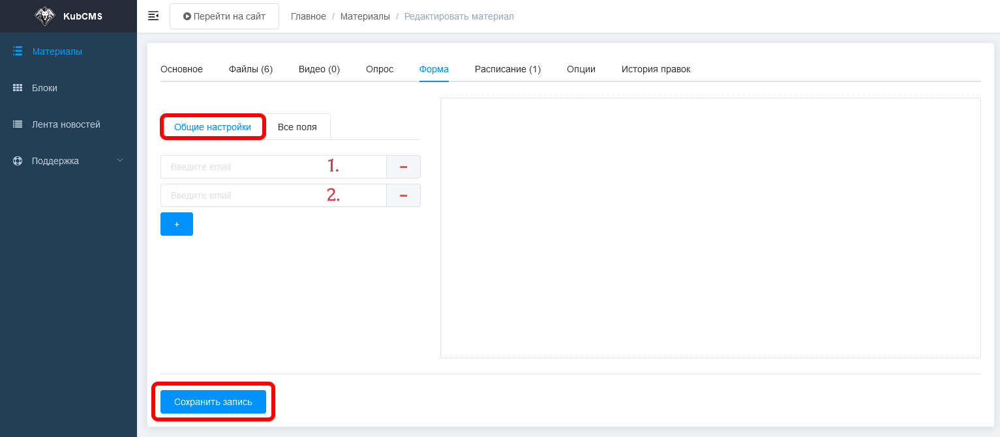 KubCMS
Перейти на сайт
Главное / Материалы / Редактировать материал
Материалы
Блоки
Лента новостей
Поддержка
Основное Файлы (6) Видео (0) Опрос Форма Расписание (1) Опции История правок
Общие настройки Все поля
Введите email 1. −
Введите email 2. −
+
Сохранить запись